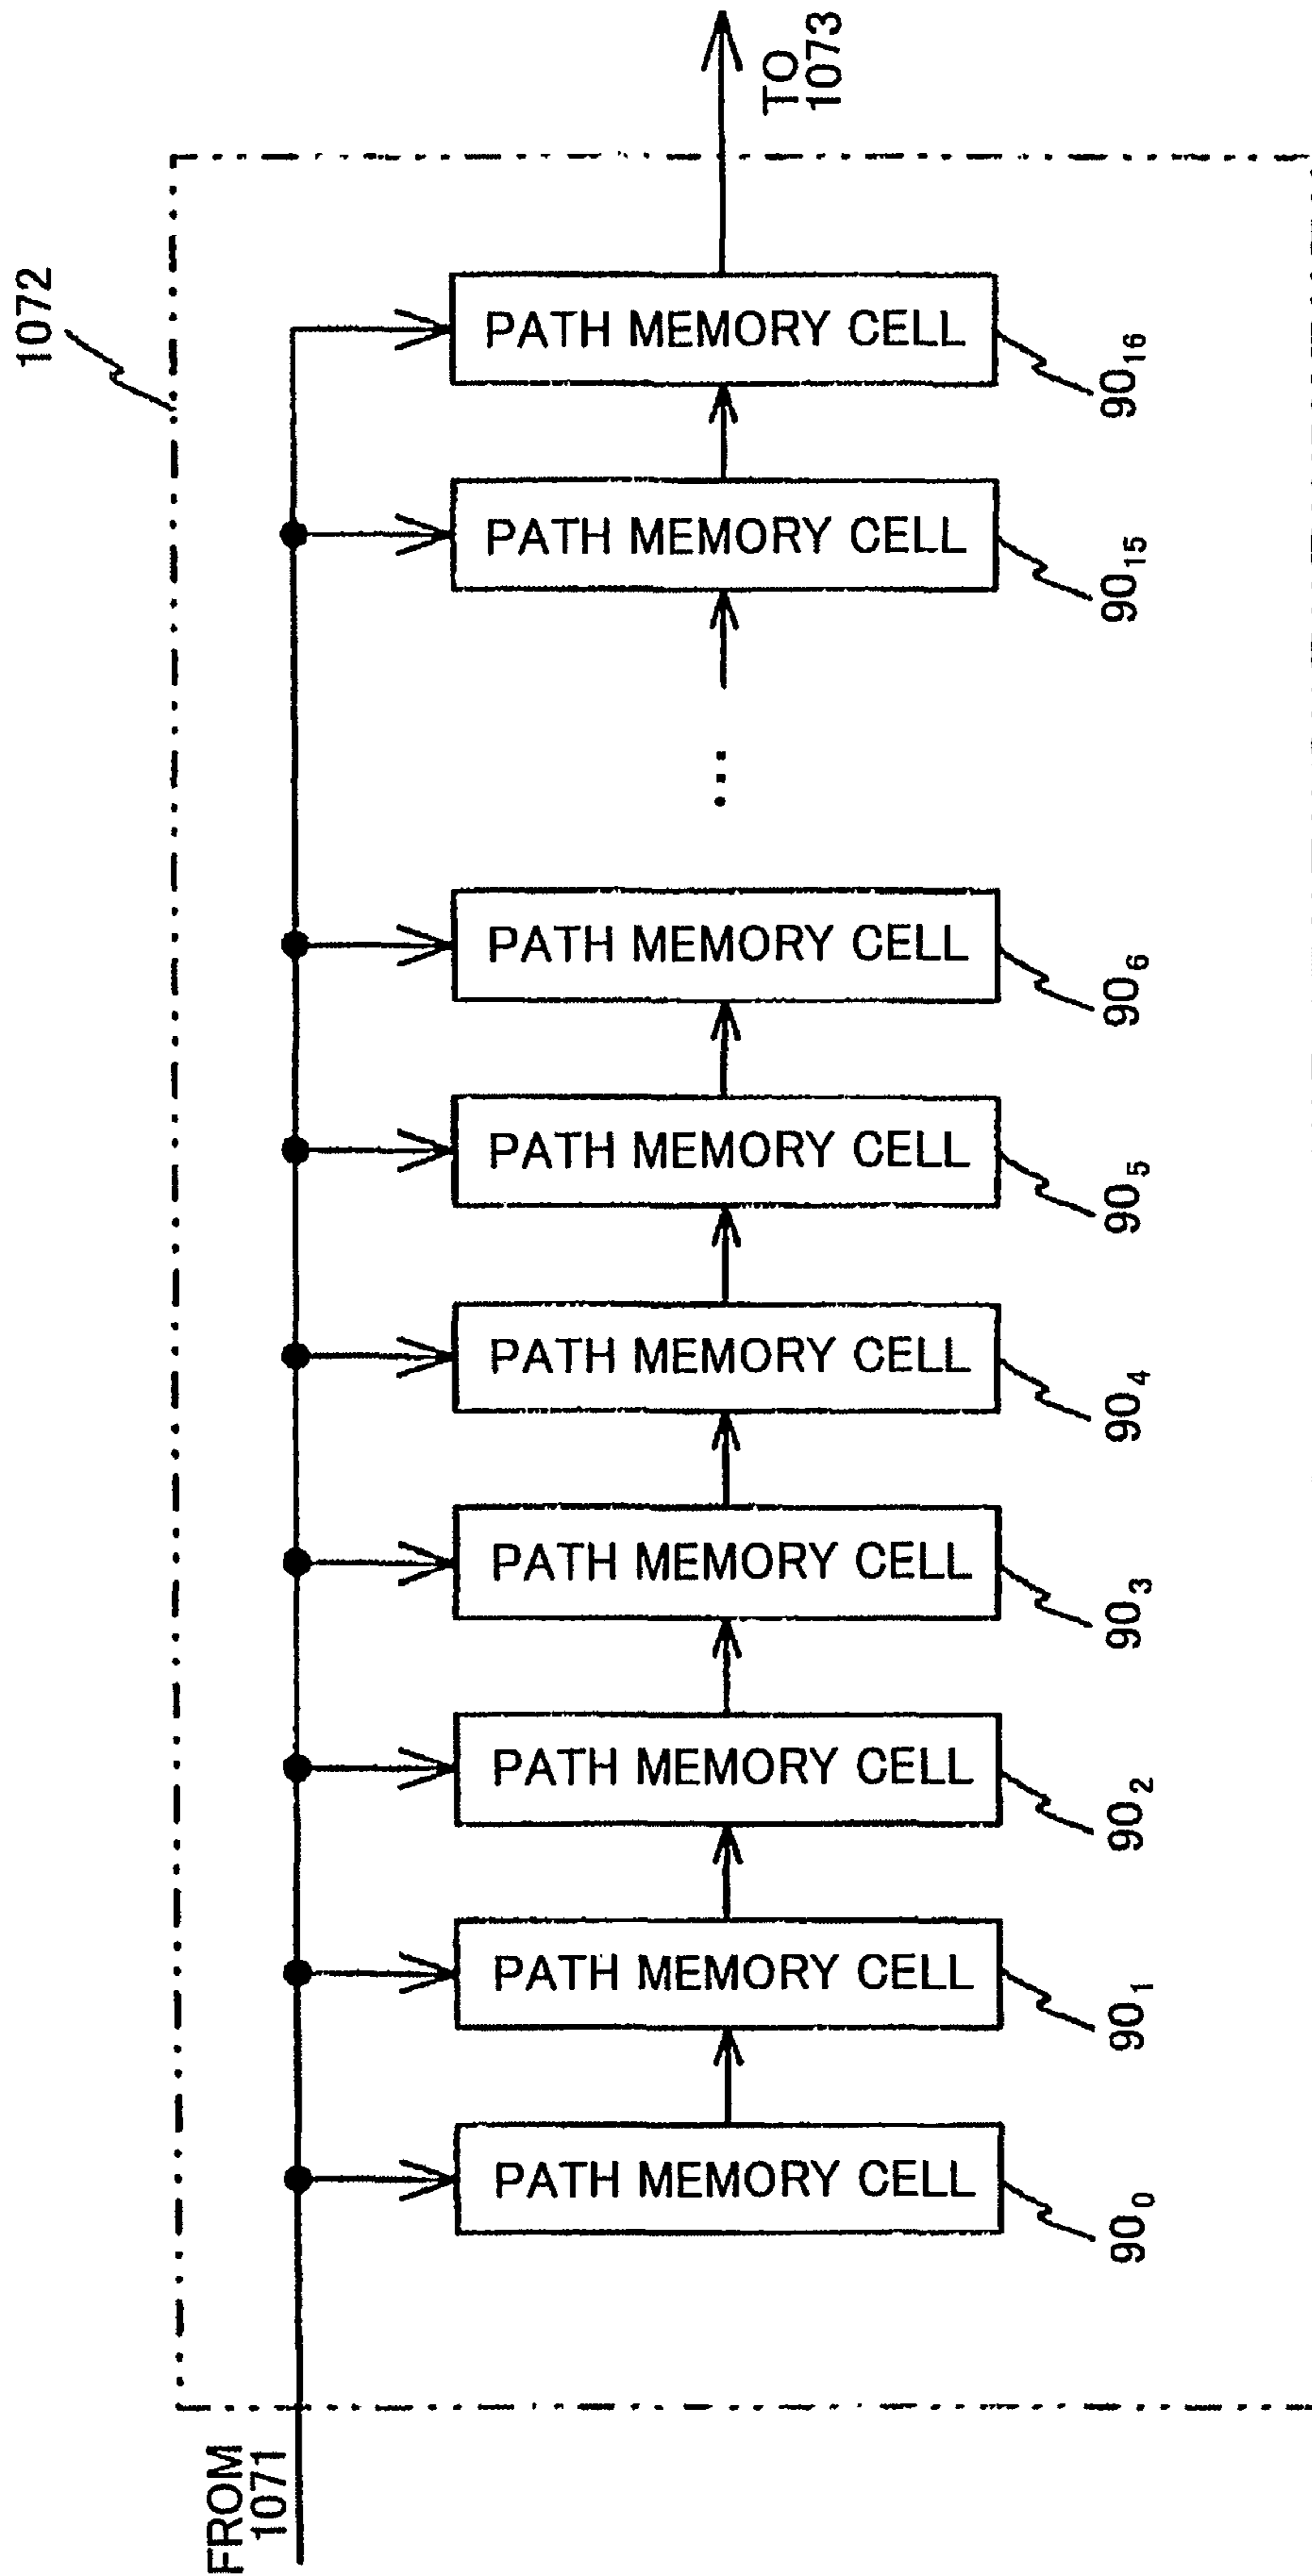 1072
FROM
1071
TO
1073
PATH MEMORY CELL
90₀
PATH MEMORY CELL
90₁
PATH MEMORY CELL
90₂
PATH MEMORY CELL
90₃
PATH MEMORY CELL
90₄
PATH MEMORY CELL
90₅
PATH MEMORY CELL
90₆
...
PATH MEMORY CELL
90₁₅
PATH MEMORY CELL
90₁₆